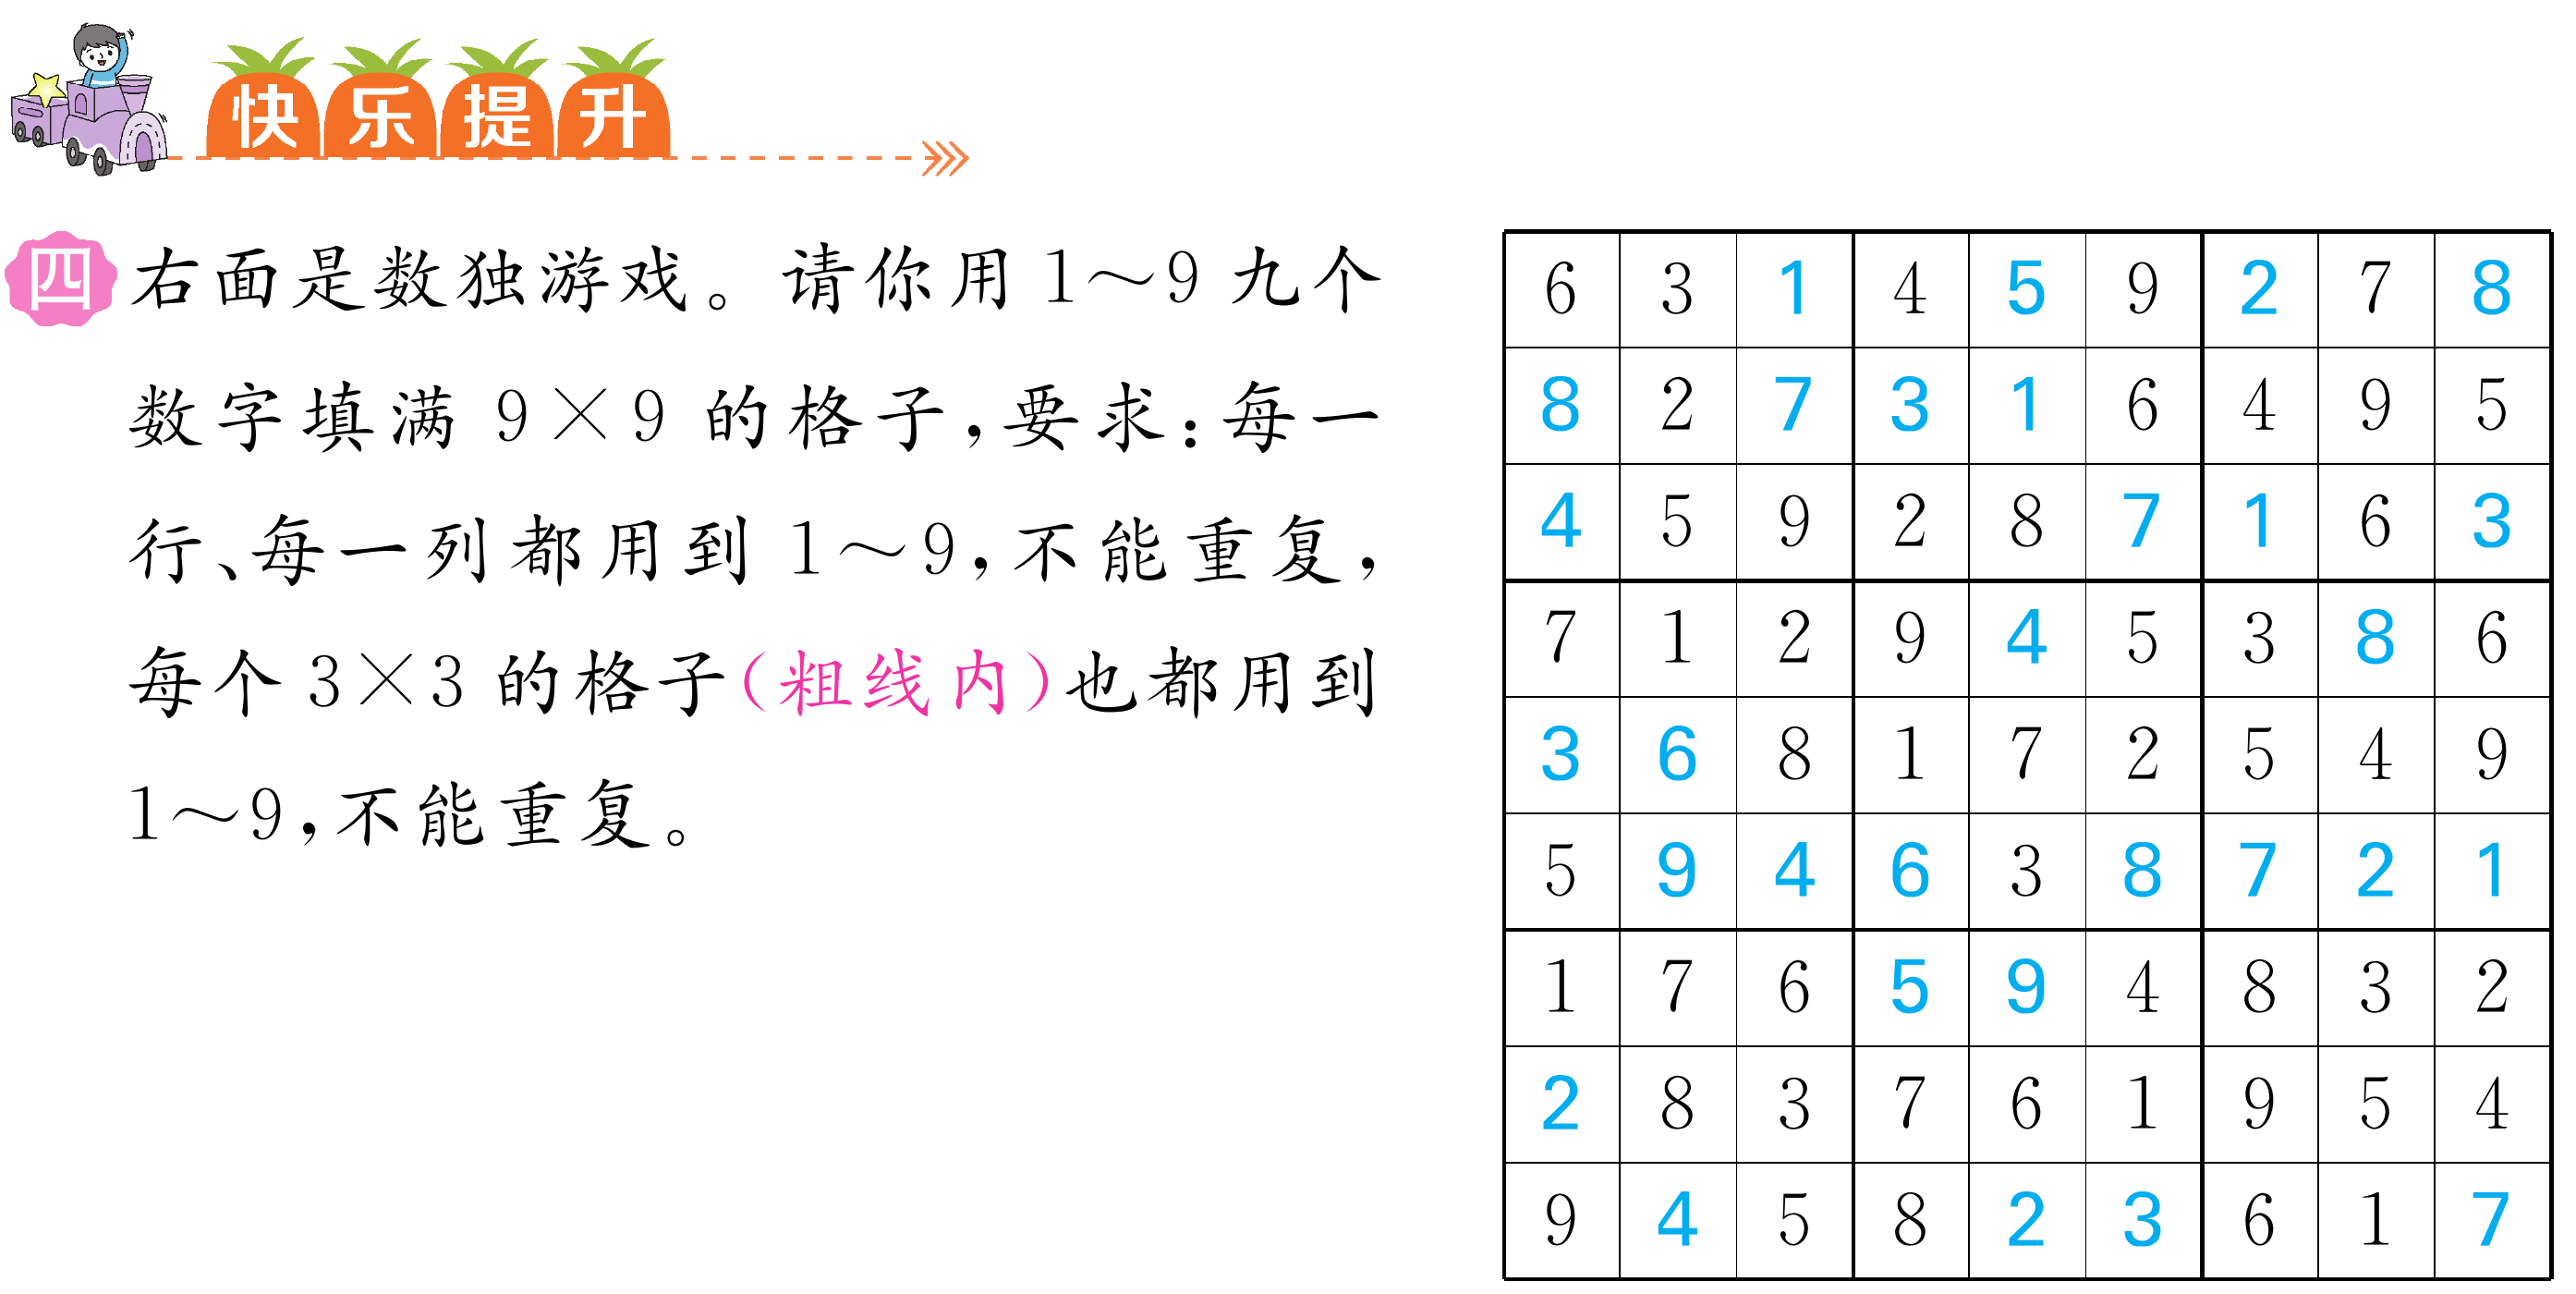 快乐提升
四 右面是数独游戏。请你用1～9九个
数字填满9×9的格子,要求:每一
行、每一列都用到1～9,不能重复,
每个3×3的格子(粗线内)也都用到
1～9,不能重复。
6 3 1 4 5 9 2 7 8
8 2 7 3 1 6 4 9 5
4 5 9 2 8 7 1 6 3
7 1 2 9 4 5 3 8 6
3 6 8 1 7 2 5 4 9
5 9 4 6 3 8 7 2 1
1 7 6 5 9 4 8 3 2
2 8 3 7 6 1 9 5 4
9 4 5 8 2 3 6 1 7